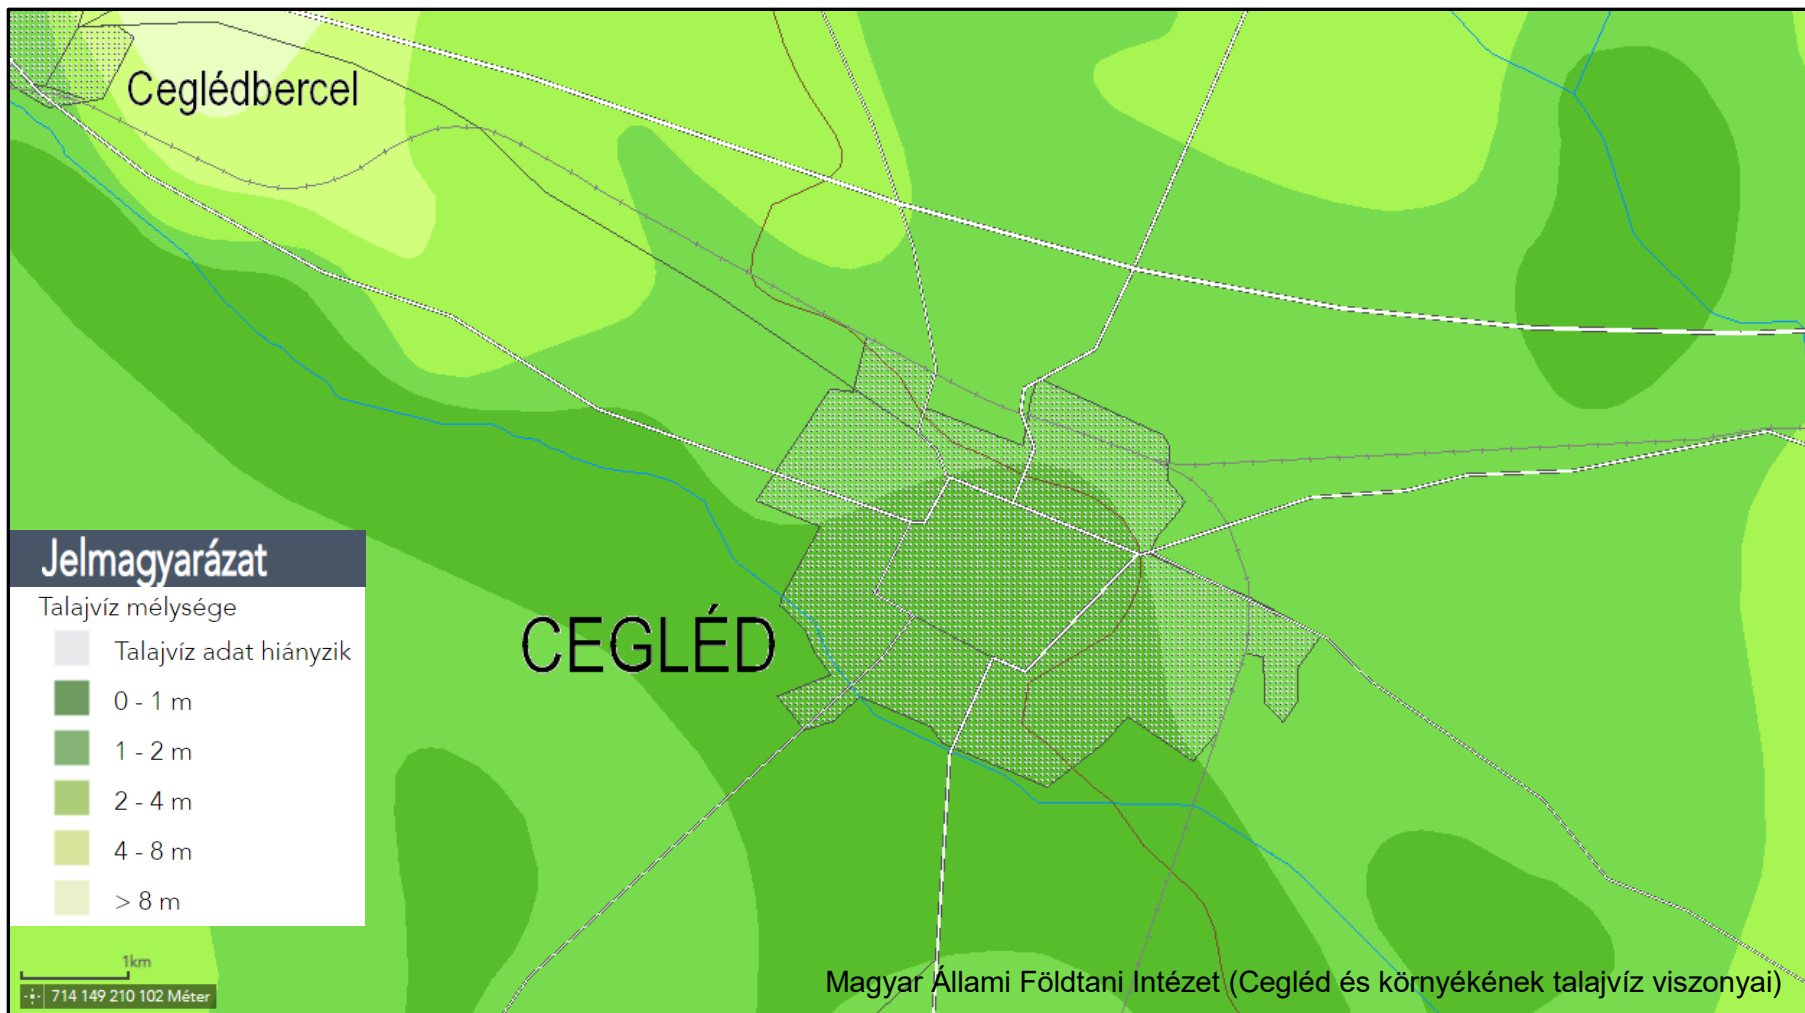 Ceglédbercel
CEGLÉD
Jelmagyarázat
Talajvíz mélysége
Talajvíz adat hiányzik
0 - 1 m
1 - 2 m
2 - 4 m
4 - 8 m
> 8 m
1km
714 149 210 102 Méter
Magyar Állami Földtani Intézet (Cegléd és környékének talajvíz viszonyai)